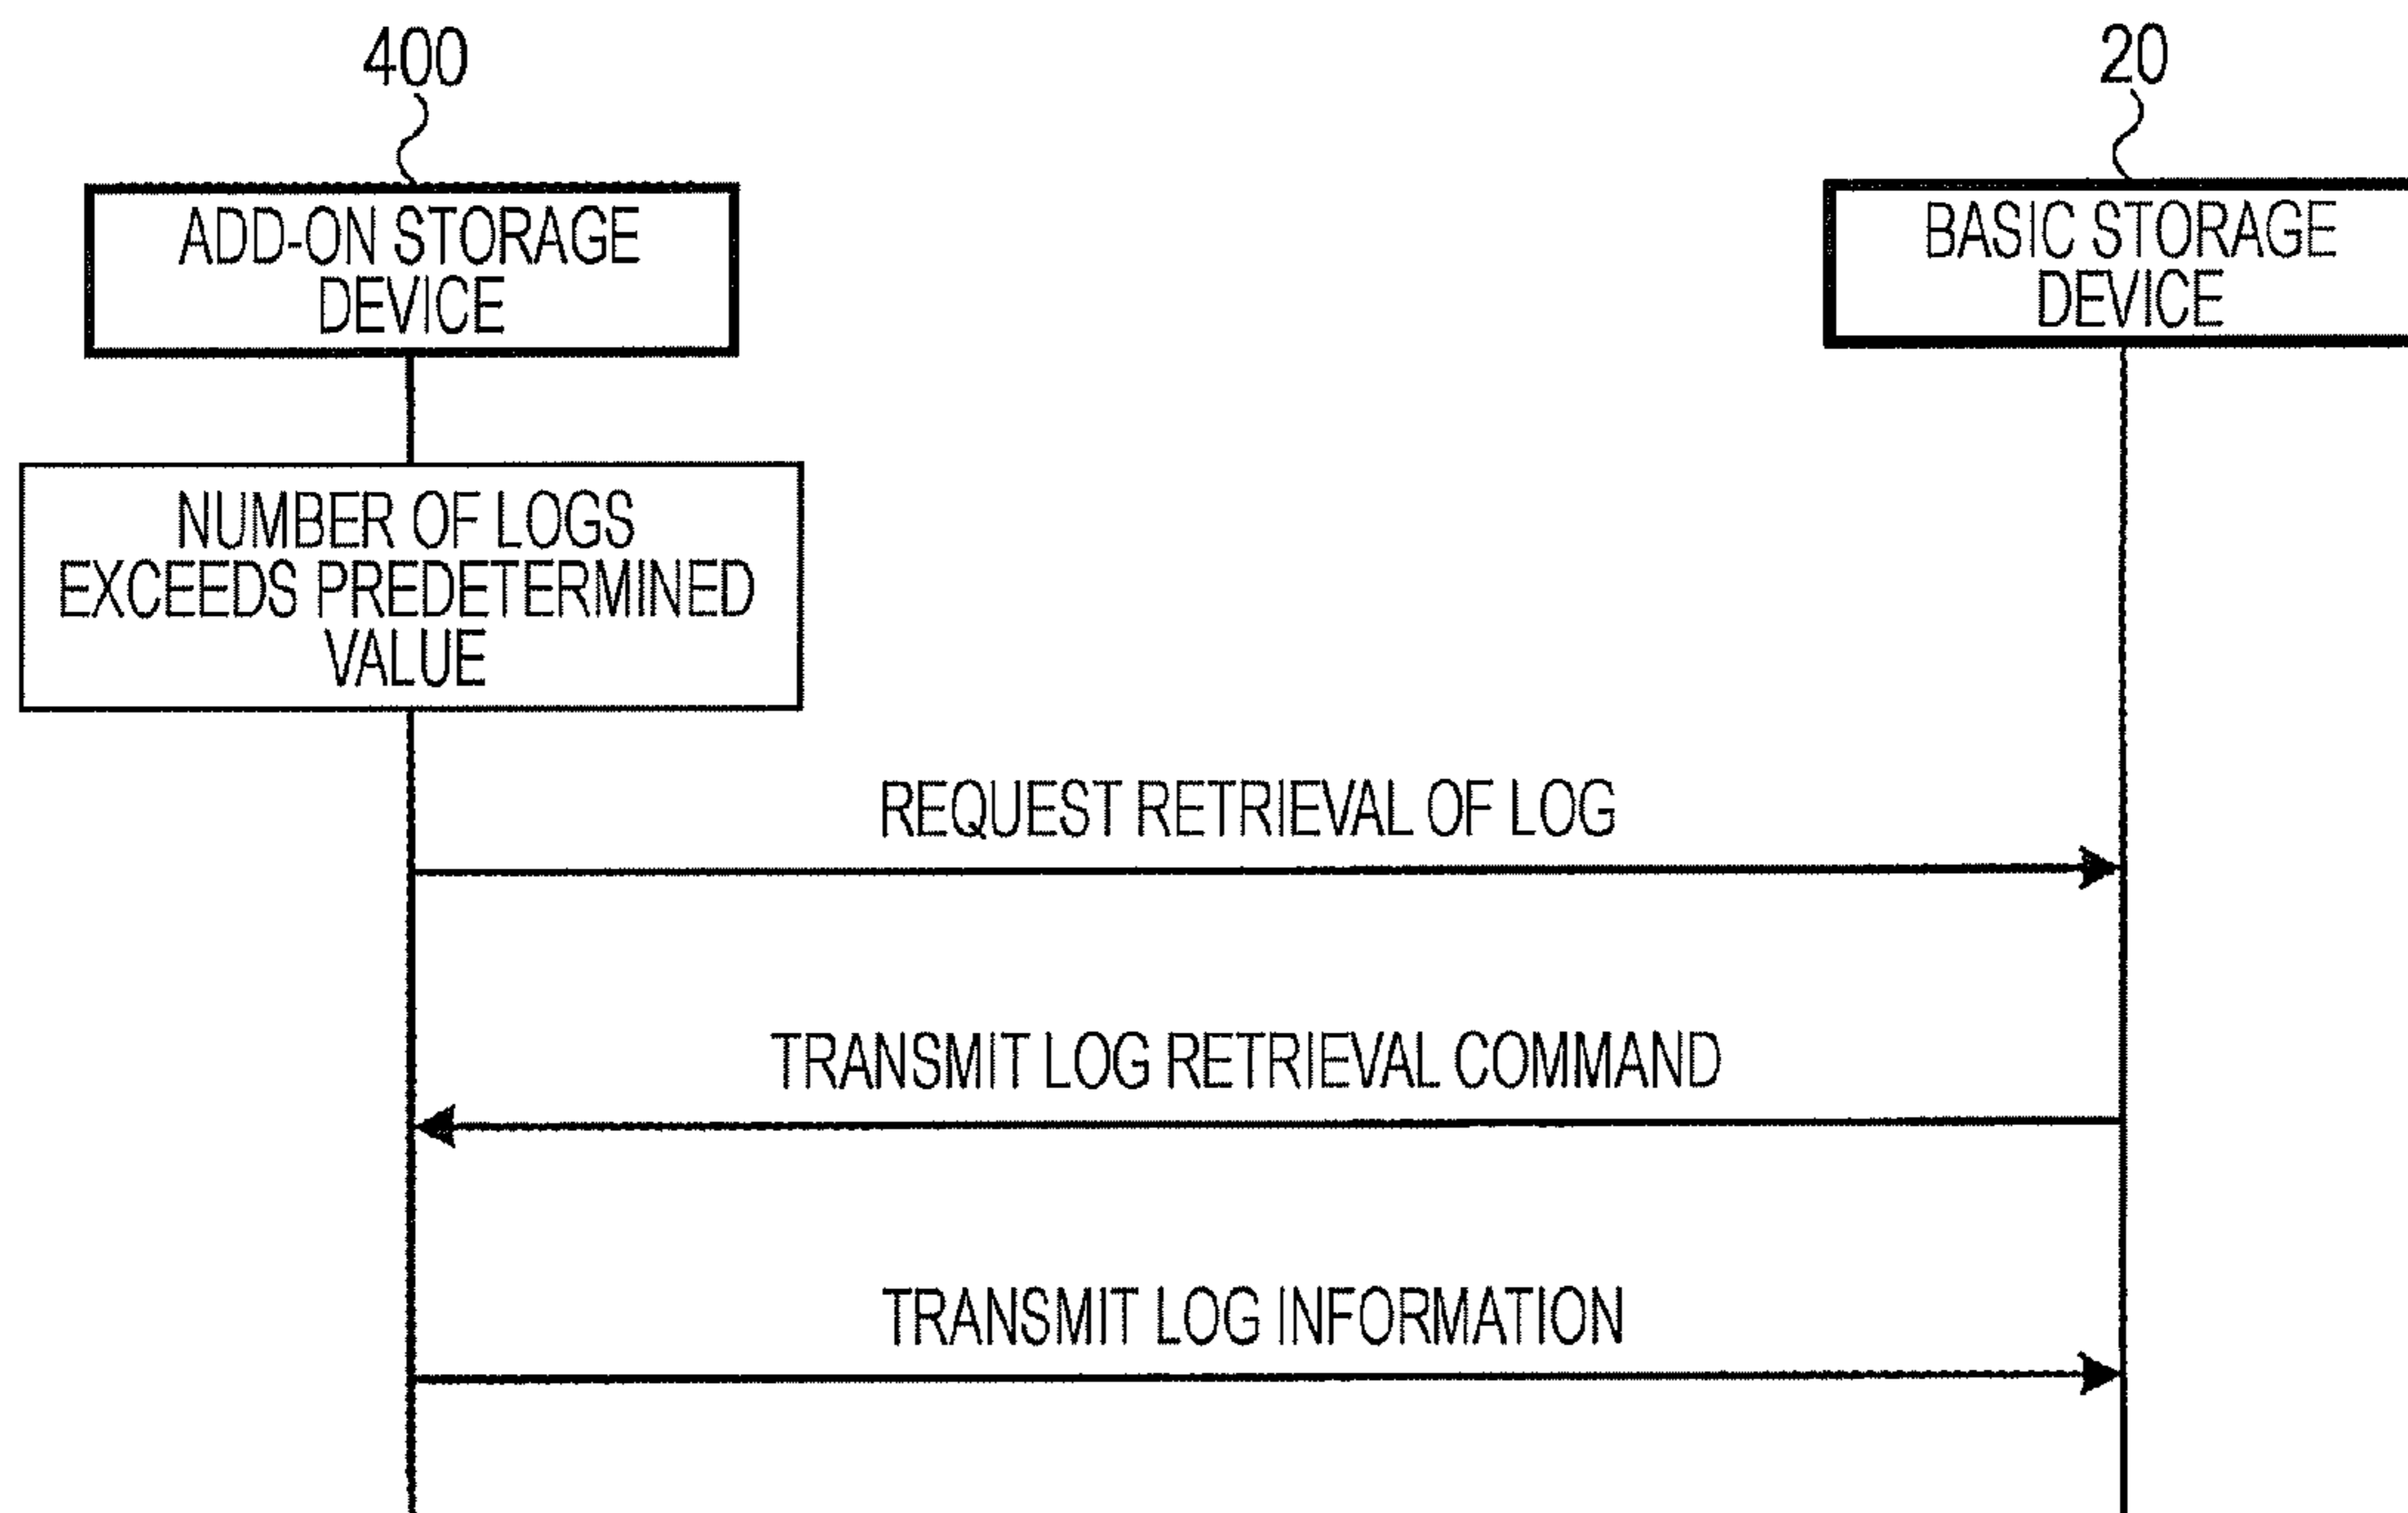 400
20
ADD-ON STORAGE
DEVICE
BASIC STORAGE
DEVICE
NUMBER OF LOGS
EXCEEDS PREDETERMINED
VALUE
REQUEST RETRIEVAL OF LOG
TRANSMIT LOG RETRIEVAL COMMAND
TRANSMIT LOG INFORMATION